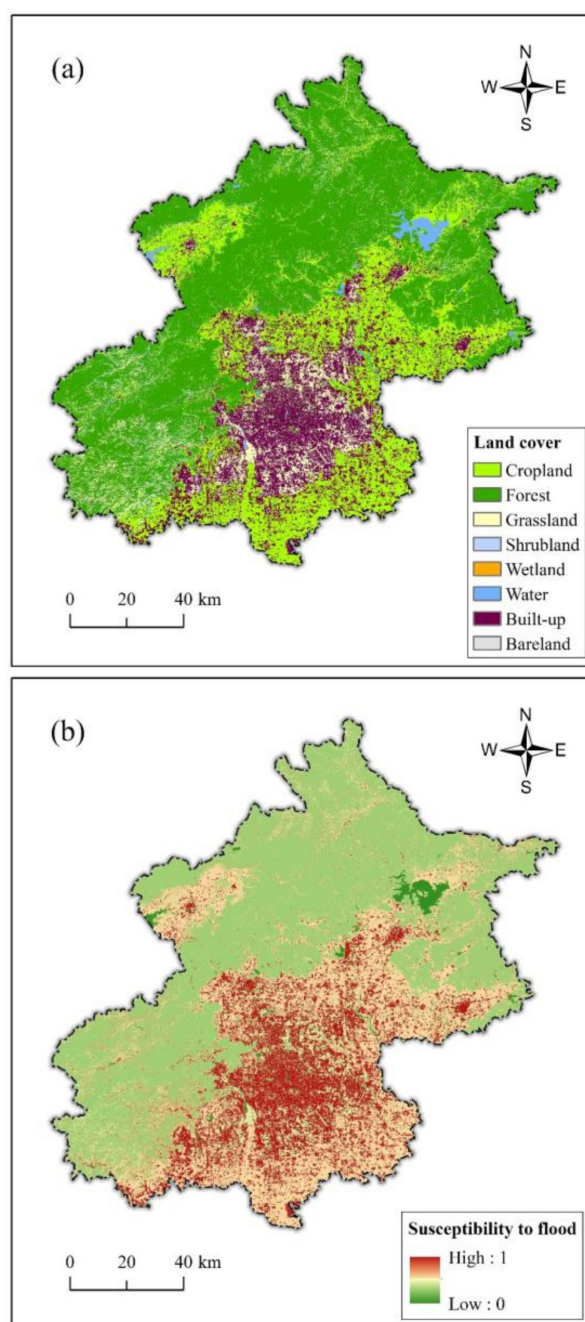 (a)
N
W E
S
Land cover
Cropland
Forest
Grassland
Shrubland
Wetland
Water
Built-up
Bareland
0 20 40 km
(b)
N
W E
S
Susceptibility to flood
High : 1
Low : 0
0 20 40 km